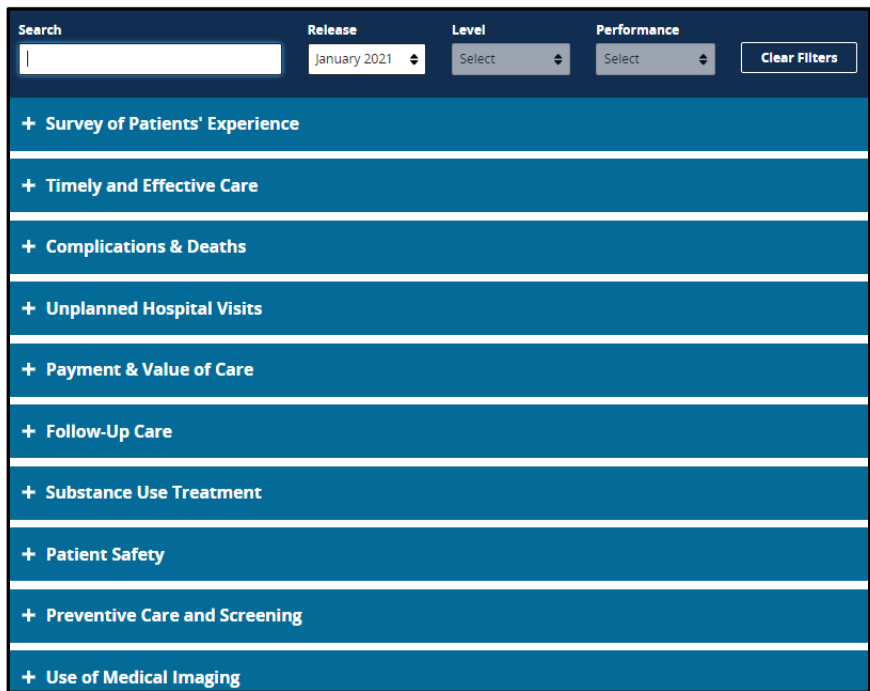 Search Release Level Performance
January 2021 Select Select Clear Filters
+ Survey of Patients' Experience
+ Timely and Effective Care
+ Complications & Deaths
+ Unplanned Hospital Visits
+ Payment & Value of Care
+ Follow-Up Care
+ Substance Use Treatment
+ Patient Safety
+ Preventive Care and Screening
+ Use of Medical Imaging